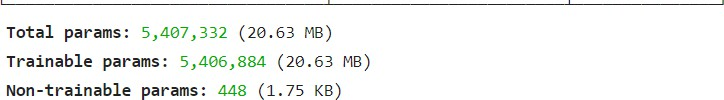 Total params: 5,407,332 (20.63 MB)
Trainable params: 5,406,884 (20.63 MB)
Non-trainable params: 448 (1.75 KB)